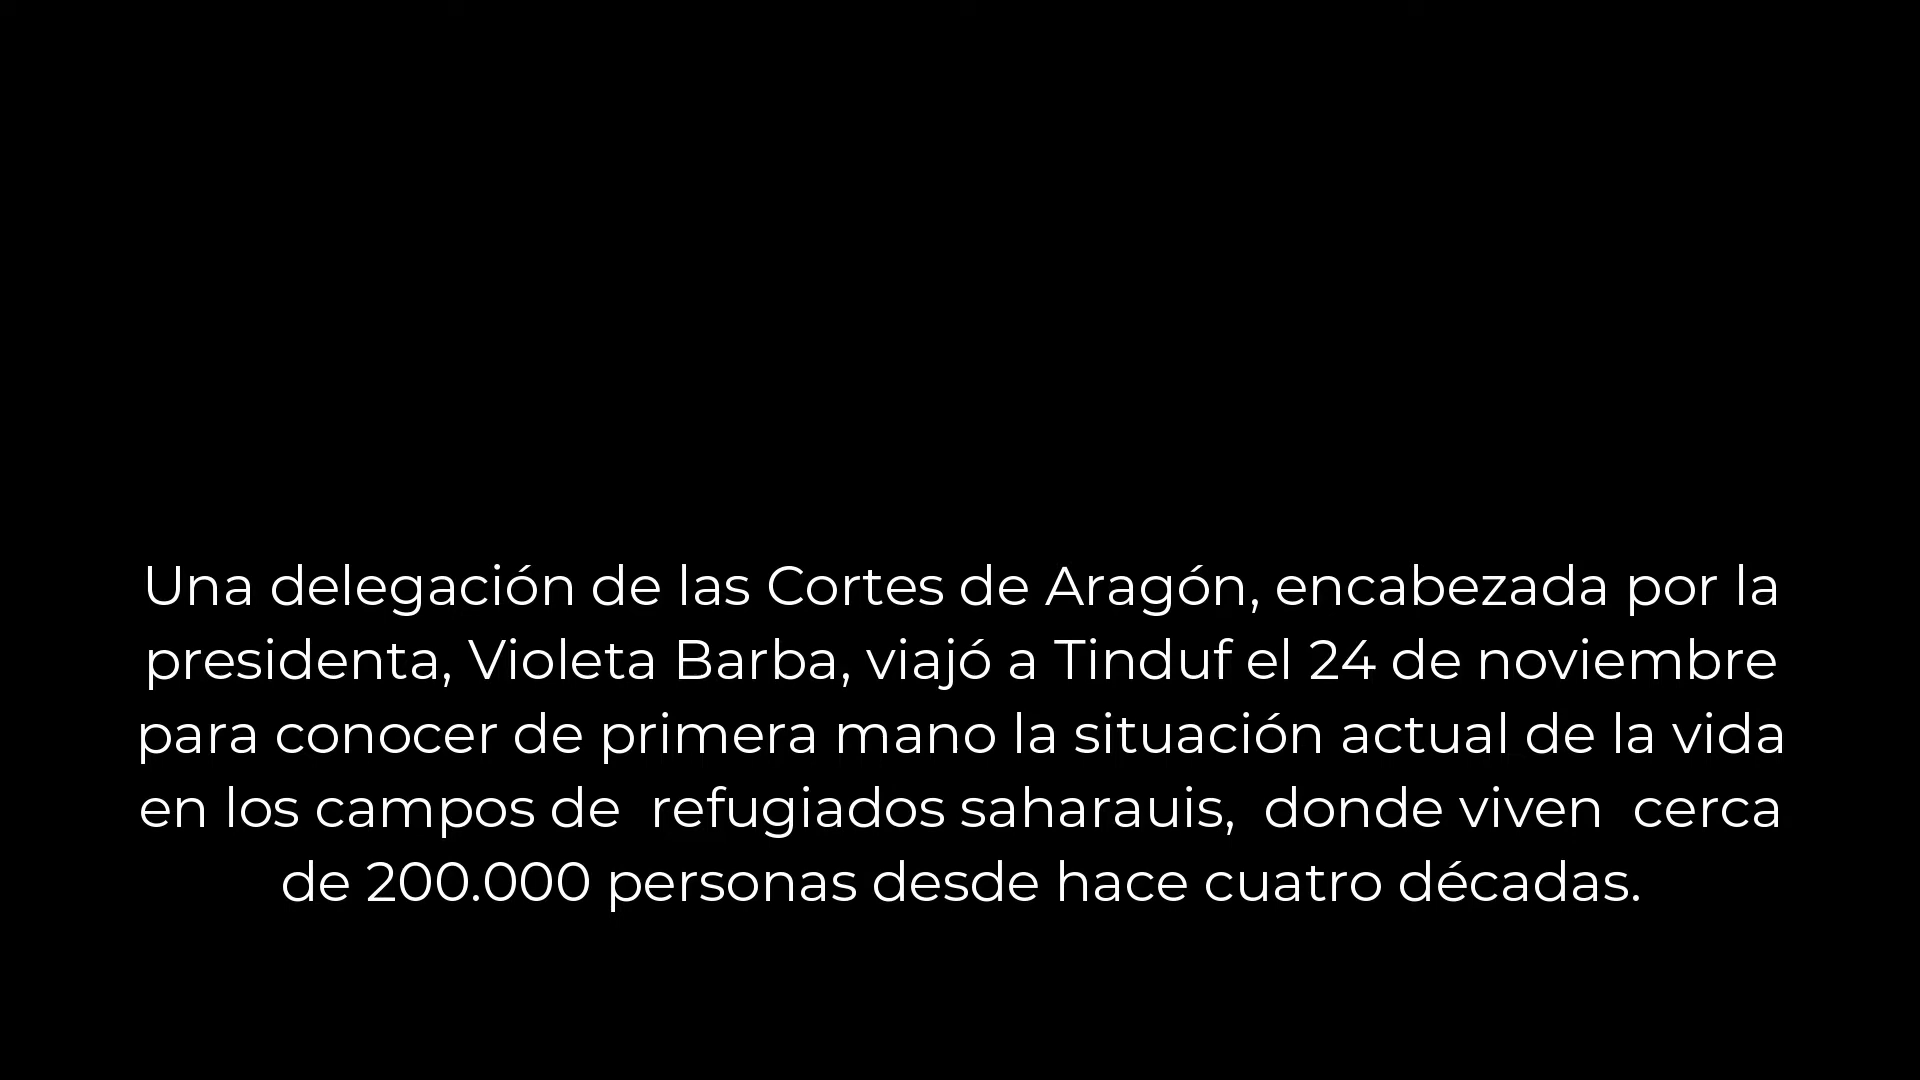 Una delegación de las Cortes de Aragón, encabezada por la
presidenta, Violeta Barba, viajó a Tinduf el 24 de noviembre
para conocer de primera mano la situación actual de la vida
en los campos de  refugiados saharauis,  donde viven  cerca
de 200.000 personas desde hace cuatro décadas.